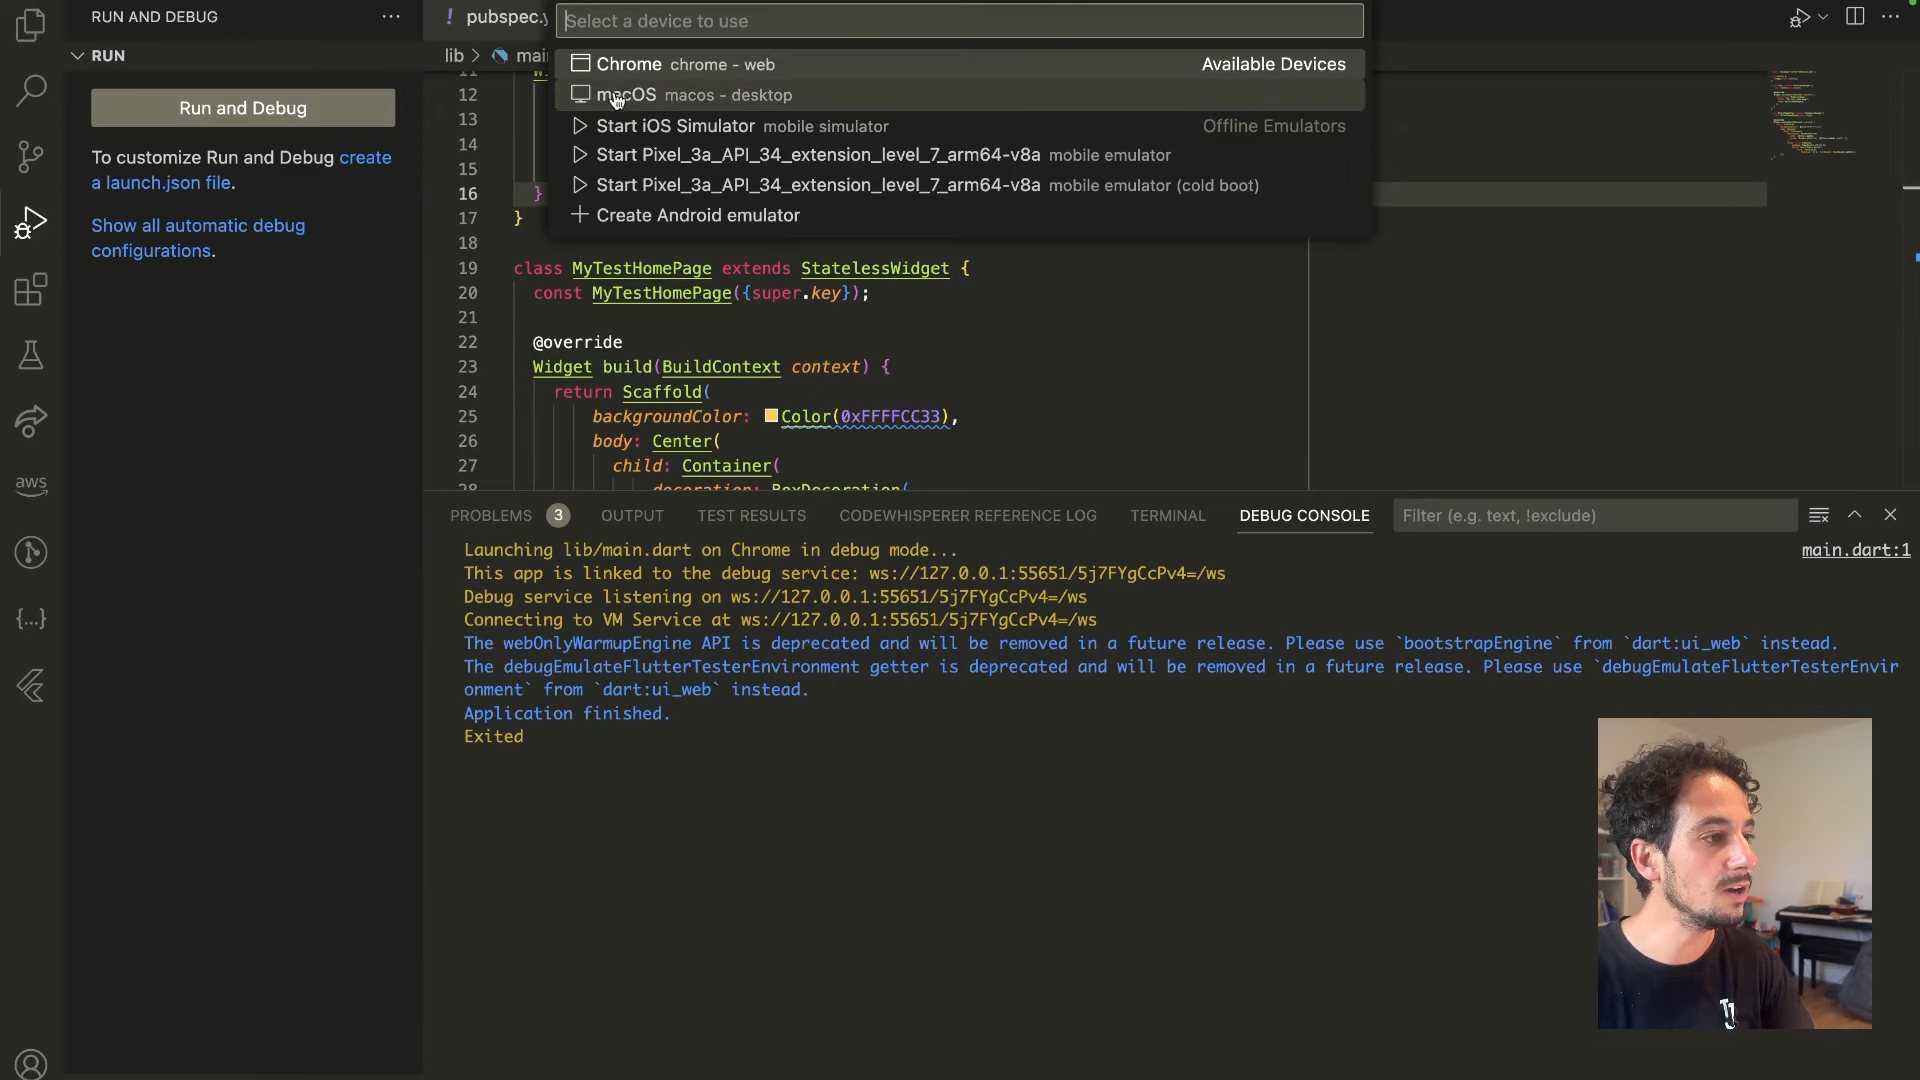 RUN AND DEBUG
RUN
Run and Debug
To customize Run and Debug create
a launch.json file.
Show all automatic debug
configurations.
aws
! pubspec.y
lib > mai
Select a device to use
Chrome chrome - web Available Devices
macOS macos - desktop
Start iOS Simulator mobile simulator Offline Emulators
Start Pixel_3a_API_34_extension_level_7_arm64-v8a mobile emulator
Start Pixel_3a_API_34_extension_level_7_arm64-v8a mobile emulator (cold boot)
Create Android emulator
12
13
14
15
16 }
17 }
18
19 class MyTestHomePage extends StatelessWidget {
20 const MyTestHomePage({super.key});
21
22 @override
23 Widget build(BuildContext context) {
24 return Scaffold(
25 backgroundColor: Color(0xFFFFCC33),
26 body: Center(
27 child: Container(
28 decoration: BoxDecoration(
PROBLEMS 3 OUTPUT TEST RESULTS CODEWHISPERER REFERENCE LOG TERMINAL DEBUG CONSOLE Filter (e.g. text, !exclude)
Launching lib/main.dart on Chrome in debug mode... main.dart:1
This app is linked to the debug service: ws://127.0.0.1:55651/5j7FYgCcPv4=/ws
Debug service listening on ws://127.0.0.1:55651/5j7FYgCcPv4=/ws
Connecting to VM Service at ws://127.0.0.1:55651/5j7FYgCcPv4=/ws
The webOnlyWarmupEngine API is deprecated and will be removed in a future release. Please use `bootstrapEngine` from `dart:ui_web` instead.
The debugEmulateFlutterTesterEnvironment getter is deprecated and will be removed in a future release. Please use `debugEmulateFlutterTesterEnvir
onment` from `dart:ui_web` instead.
Application finished.
Exited